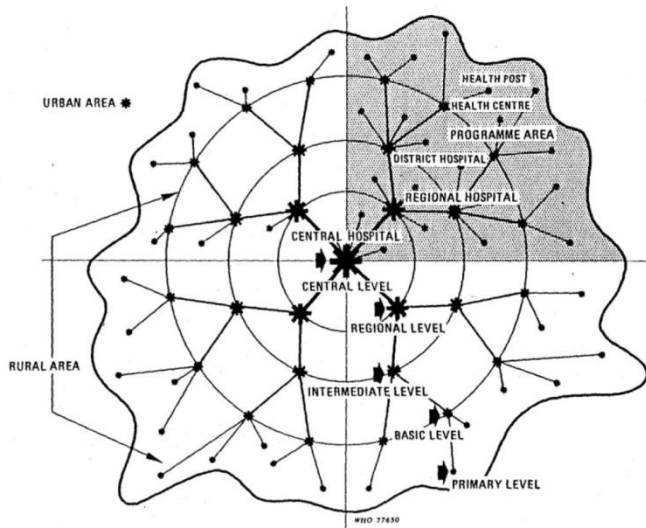 HEALTH POST
URBAN AREA
HEALTH CENTRE
PROGRAMME AREA
DISTRICT HOSPITAL
REGIONAL HOSPITAL
CENTRAL HOSPITAL
CENTRAL LEVEL
REGIONAL LEVEL
RURAL AREA
INTERMEDIATE LEVEL
BASIC LEVEL
PRIMARY LEVEL
WHO 77650